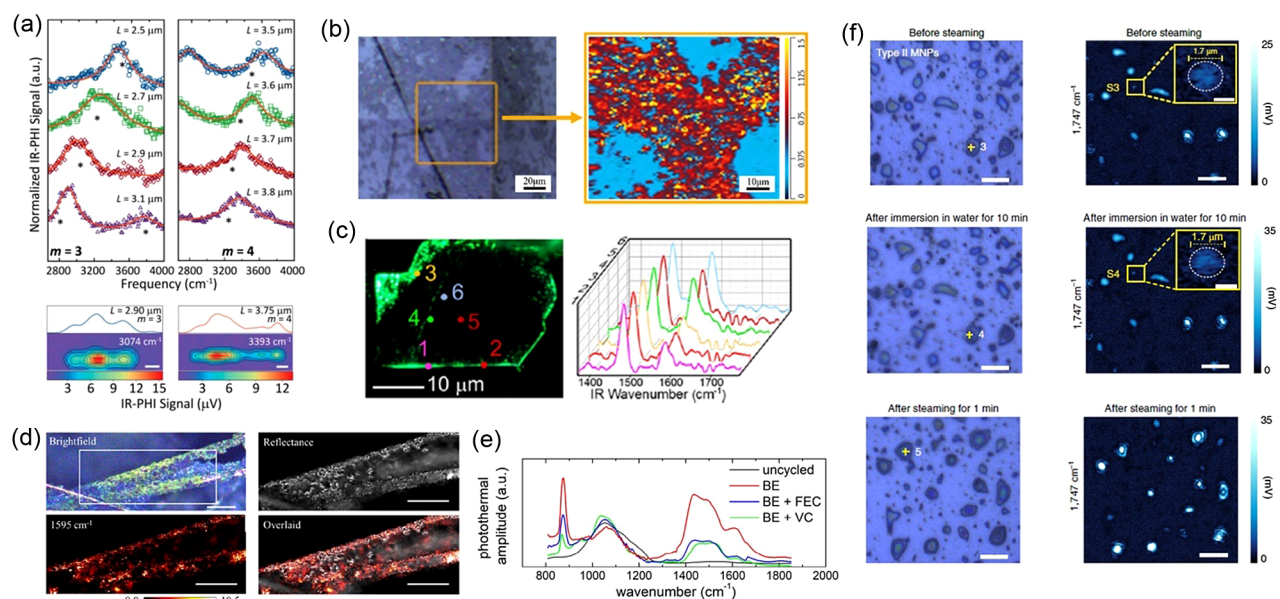 (a)
Normalized IR-PHI Signal (a.u.)
L = 2.5 μm
L = 2.7 μm
L = 2.9 μm
L = 3.1 μm
m = 3
L = 3.5 μm
L = 3.6 μm
L = 3.7 μm
L = 3.8 μm
m = 4
2800 3200 3600 4000
2800 3200 3600 4000
Frequency (cm⁻¹)
L = 2.90 μm
m = 3
3074 cm⁻¹
L = 3.75 μm
m = 4
3393 cm⁻¹
3 6 9 12 15
3 6 9 12
IR-PHI Signal (μV)
(b)
20μm
10μm
1.5
1.125
0.75
0.375
0
(c)
3
6
4
5
1
2
10 μm
1400 1500 1600 1700
IR Wavenumber (cm⁻¹)
(d)
Brightfield
Reflectance
1595 cm⁻¹
Overlaid
(e)
photothermal
amplitude (a.u.)
uncycled
BE
BE + FEC
BE + VC
800 1000 1200 1400 1600 1800 2000
wavenumber (cm⁻¹)
(f)
Before steaming
Type II MNPs
3
Before steaming
1,747 cm⁻¹
S3
1.7 μm
25
(mV)
0
After immersion in water for 10 min
4
After immersion in water for 10 min
1,747 cm⁻¹
S4
1.7 μm
35
(mV)
0
After steaming for 1 min
5
After steaming for 1 min
1,747 cm⁻¹
35
(mV)
0